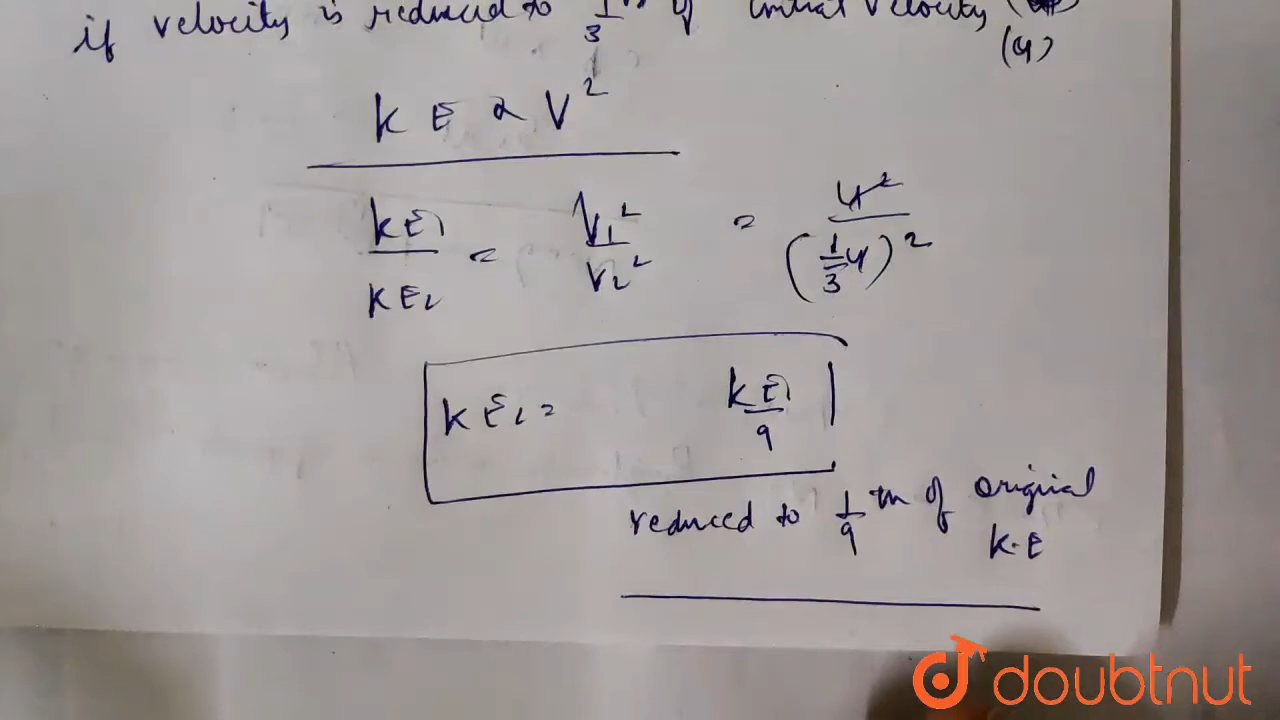 if velocity is reduced to 1/3 of initial velocity
(u)
K E ∝ V²
KE₁/KE₂ = V₁²/V₂² = u²/(1/3 u)²
KE₂ = KE₁/9
reduced to 1/9 th of original
K.E
doubtnut